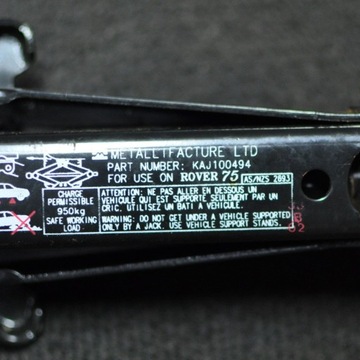 METALLIFACTURE LTD
PART NUMBER: KAJ100494
FOR USE ON ROVER 75 AS/NZS 2693
CHARGE
PERMISSIBLE
950kg
SAFE WORKING
LOAD
ATTENTION: NE PAS ALLER EN DESSOUS UN
VEHICULE QUI EST SUPPORTE SEULEMENT PAR UN
CRIC. UTILISEZ UN BATI A VEHICULE.
WARNING: DO NOT GET UNDER A VEHICLE SUPPORTED
ONLY BY A JACK. USE VEHICLE SUPPORT STANDS.